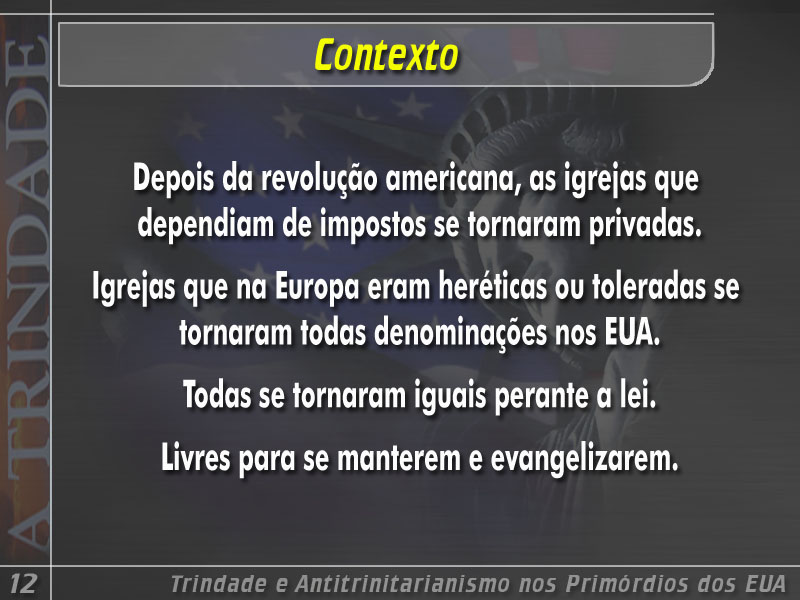 Contexto
Depois da revolução americana, as igrejas que
dependiam de impostos se tornaram privadas.
Igrejas que na Europa eram heréticas ou toleradas se
tornaram todas denominações nos EUA.
Todas se tornaram iguais perante a lei.
Livres para se manterem e evangelizarem.
A TRINDADE
12
Trindade e Antitrinitarianismo nos Primórdios dos EUA